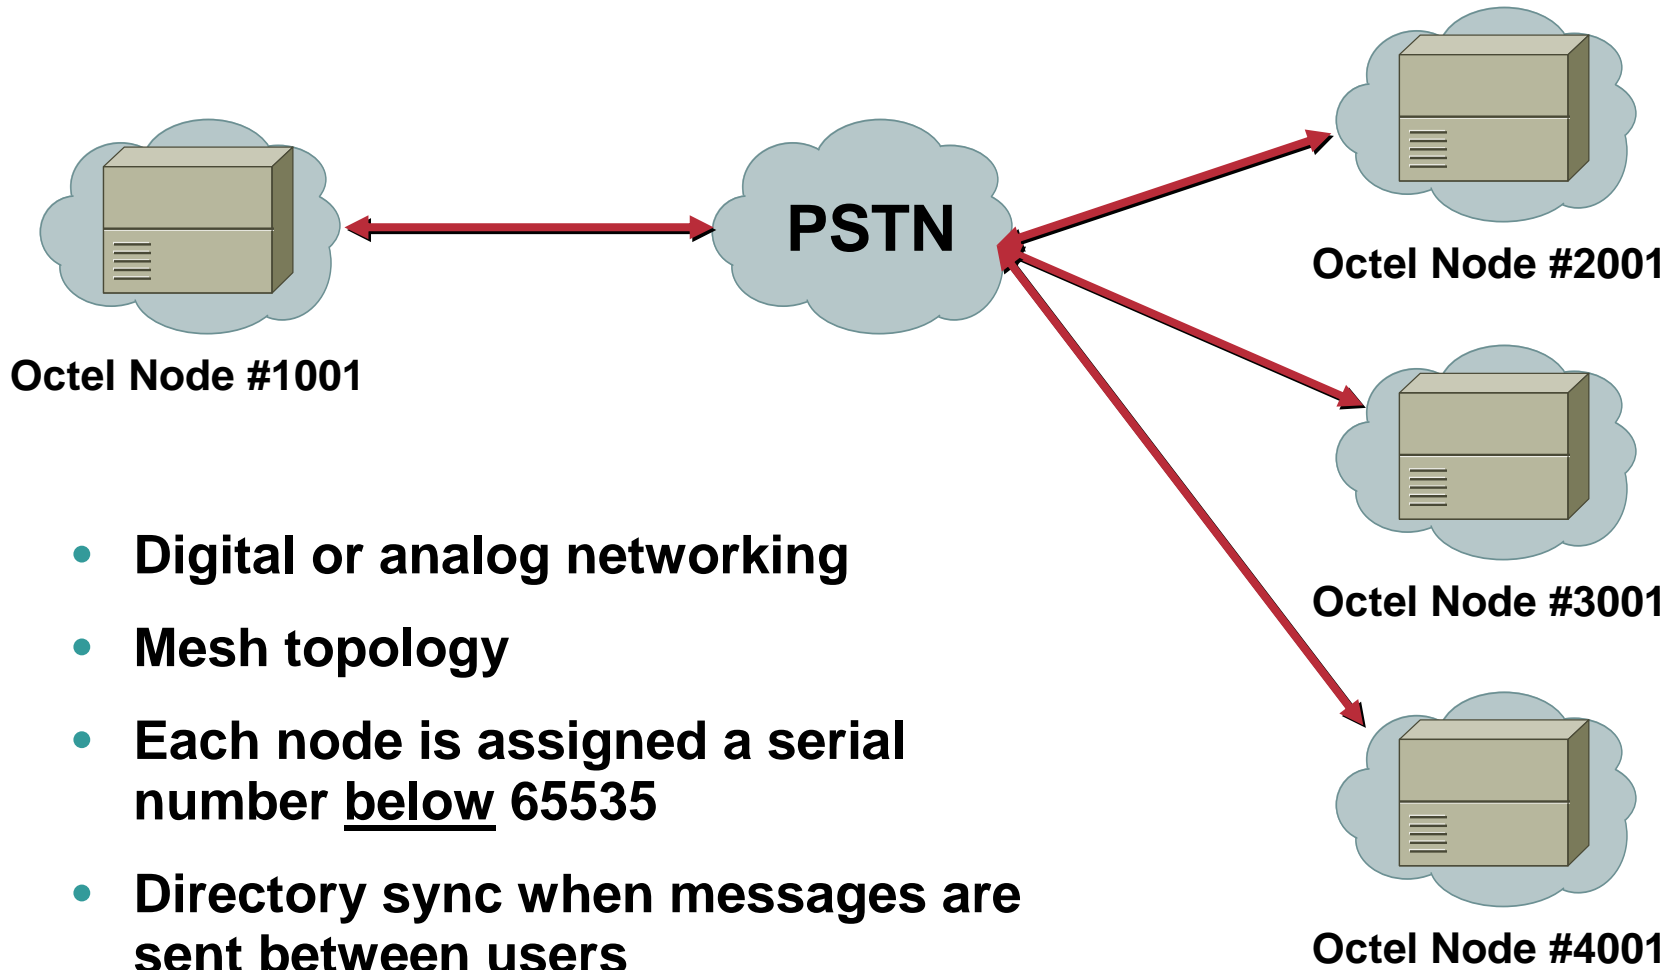 PSTN
Octel Node #1001
Octel Node #2001
Octel Node #3001
Octel Node #4001
• Digital or analog networking
• Mesh topology
• Each node is assigned a serial
number below 65535
• Directory sync when messages are
sent between users